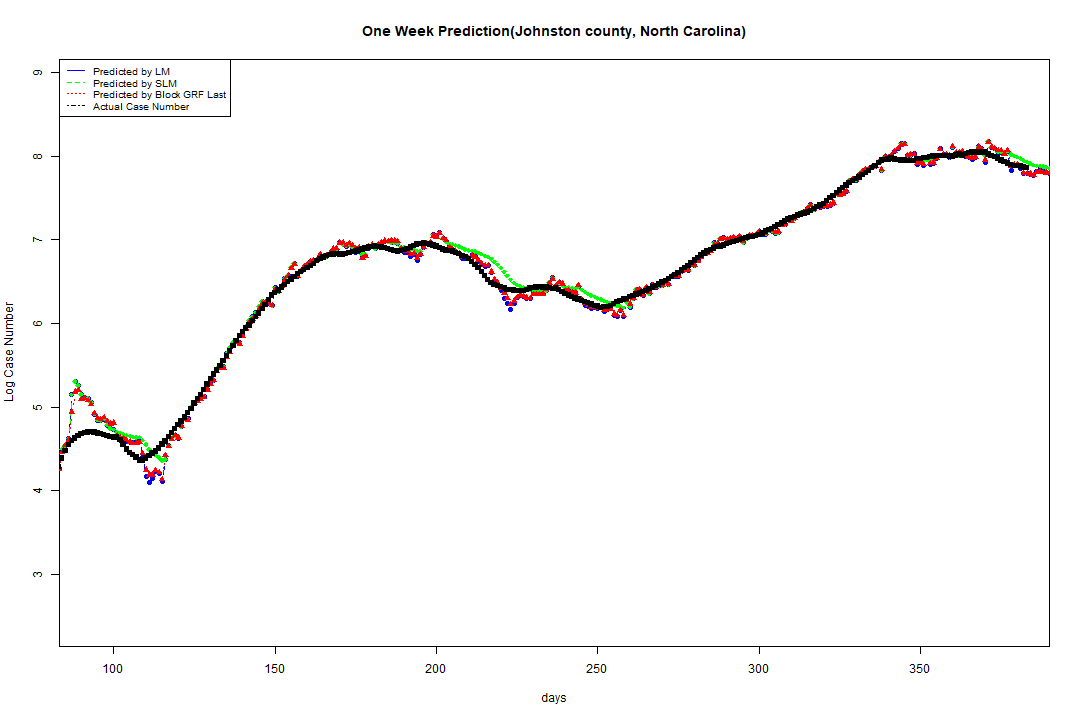 One Week Prediction(Johnston county, North Carolina)
Predicted by LM
Predicted by SLM
Predicted by Block GRF Last
Actual Case Number
9
8
7
6
5
4
3
Log Case Number
100
150
200
250
300
350
days